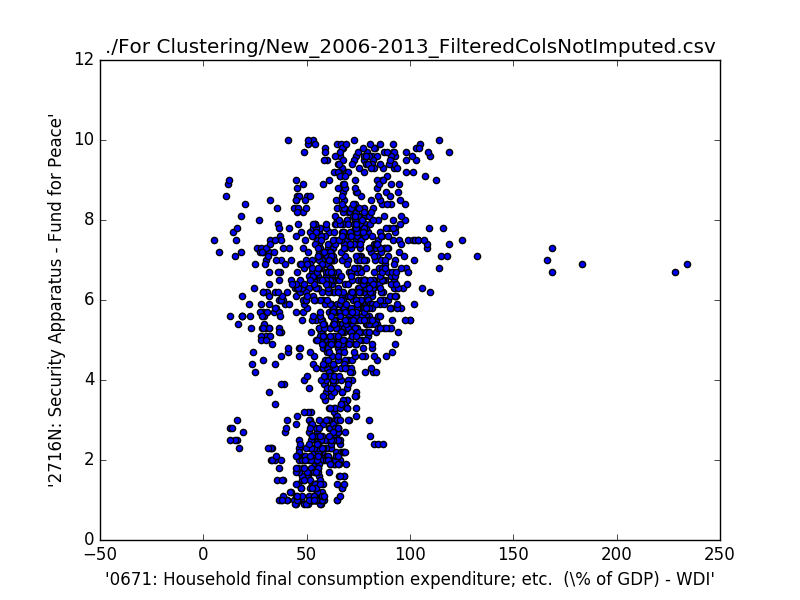 ./For Clustering/New_2006-2013_FilteredColsNotImputed.csv
12
10
8
6
4
2
0
'2716N: Security Apparatus - Fund for Peace'
−50 0 50 100 150 200 250
'0671: Household final consumption expenditure; etc.  (\% of GDP) - WDI'